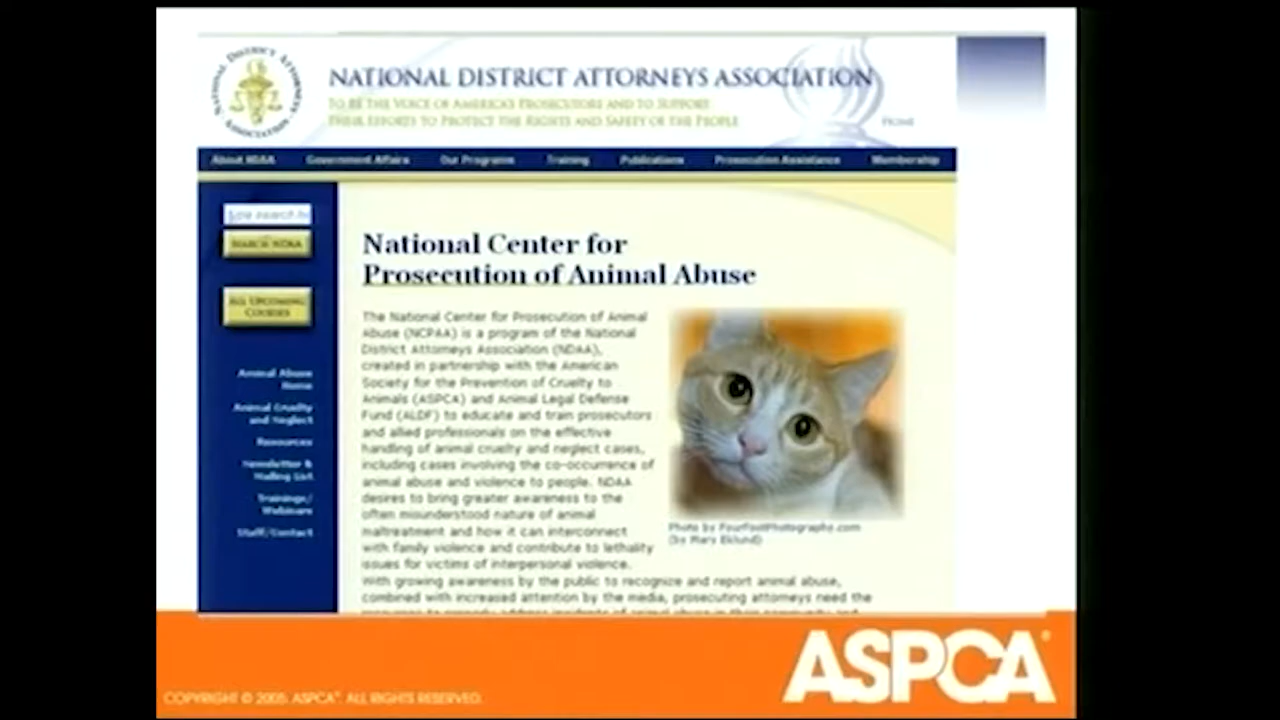 NATIONAL DISTRICT ATTORNEYS ASSOCIATION
NATIONAL DISTRICT ATTORNEYS ASSOCIATION
TO BE THE VOICE OF AMERICA'S PROSECUTORS AND TO SUPPORT
THEIR EFFORTS TO PROTECT THE RIGHTS AND SAFETY OF THE PEOPLE
HOME
About NDAA Government Affairs Our Programs Training Publications Prosecution Assistance Membership
SEARCH NDAA
ALL UPCOMING
COURSES
Animal Abuse
Home
Animal Cruelty
and Neglect
Resources
Newsletter &
Mailing List
Trainings/
Webinars
Staff/Contact
National Center for
Prosecution of Animal Abuse
The National Center for Prosecution of Animal
Abuse (NCPAA) is a program of the National
District Attorneys Association (NDAA),
created in partnership with the American
Society for the Prevention of Cruelty to
Animals (ASPCA) and Animal Legal Defense
Fund (ALDF) to educate and train prosecutors
and allied professionals on the effective
handling of animal cruelty and neglect cases,
including cases involving the co-occurrence of
animal abuse and violence to people. NDAA
desires to bring greater awareness to the
often misunderstood nature of animal
maltreatment and how it can interconnect
with family violence and contribute to lethality
issues for victims of interpersonal violence.
With growing awareness by the public to recognize and report animal abuse,
combined with increased attention by the media, prosecuting attorneys need the
Photo by FourFootPhotography.com
(by Mary Eklund)
COPYRIGHT © 2005. ASPCA®. ALL RIGHTS RESERVED.
ASPCA®